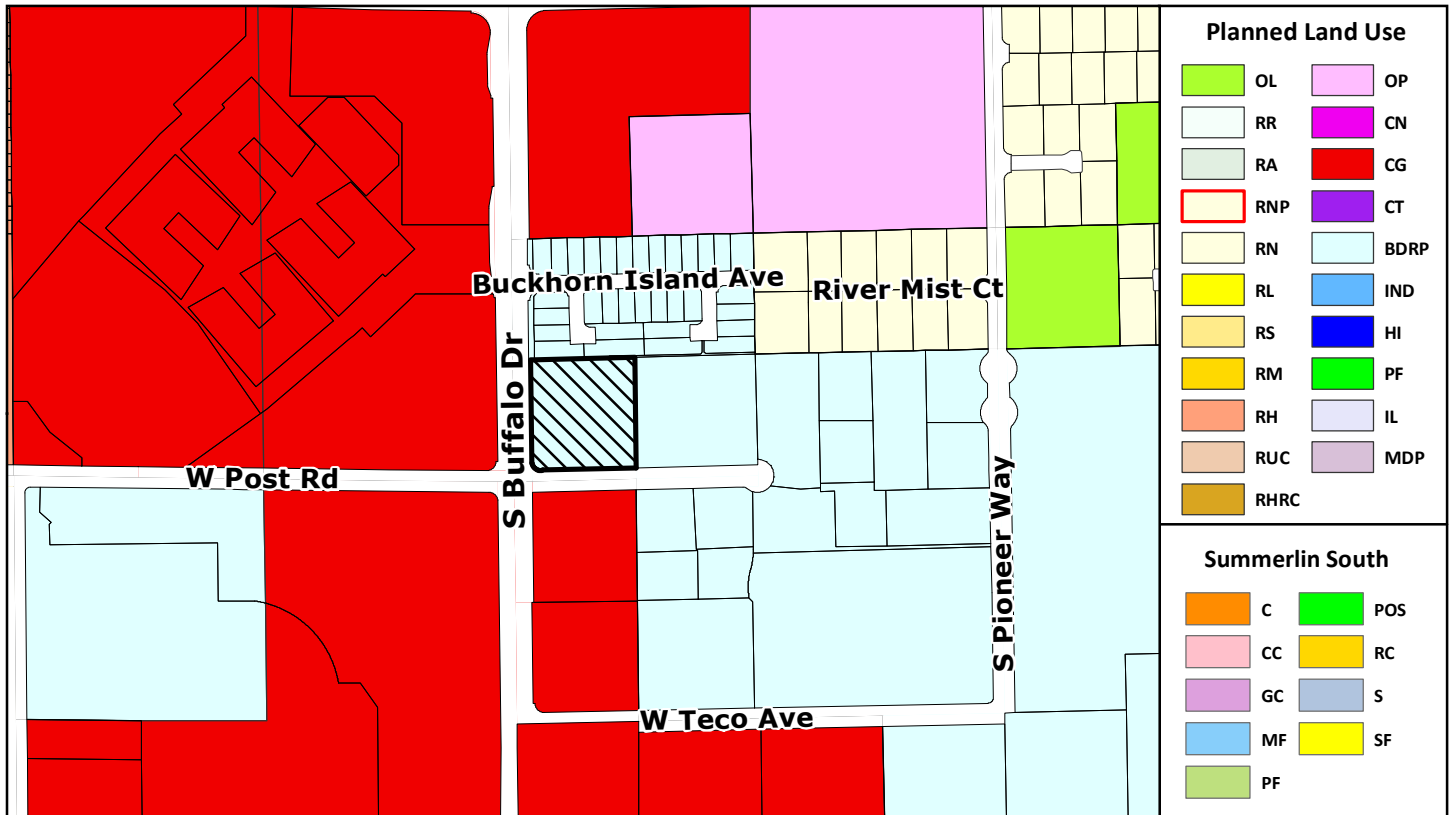 Buckhorn Island Ave
River Mist Ct
S Buffalo Dr
W Post Rd
S Pioneer Way
W Teco Ave
Planned Land Use
OL OP
RR CN
RA CG
RNP CT
RN BDRP
RL IND
RS HI
RM PF
RH IL
RUC MDP
RHRC
Summerlin South
C POS
CC RC
GC S
MF SF
PF